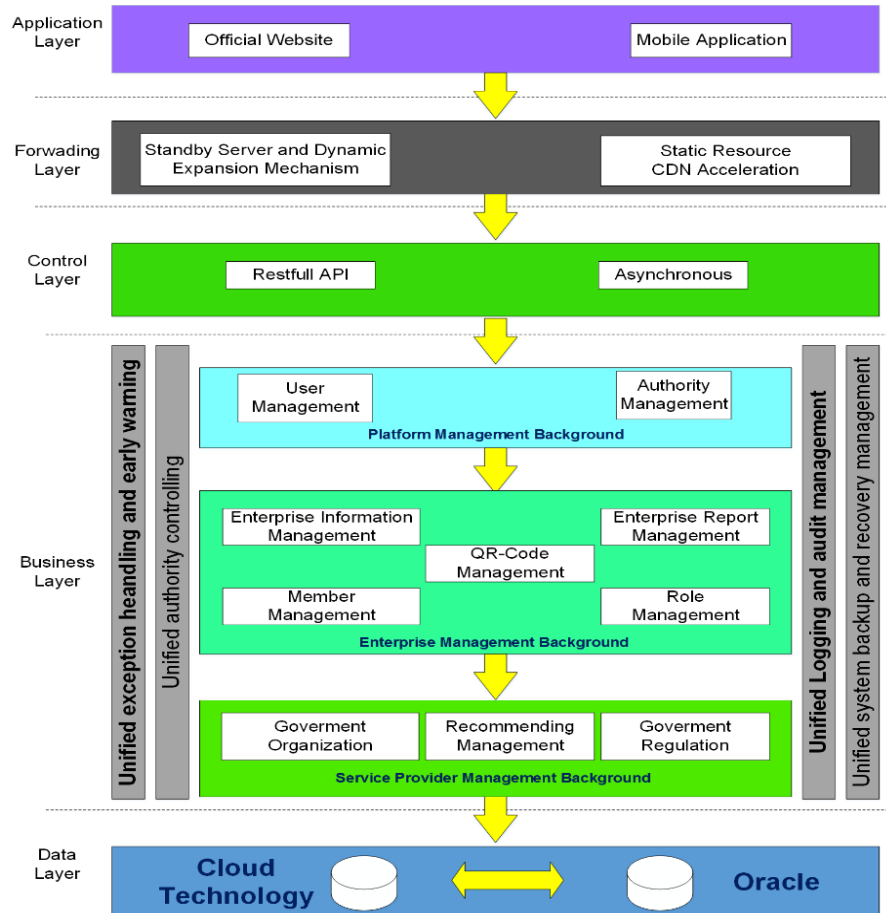 Application
Layer
Official Website
Mobile Application
Forwading
Layer
Standby Server and Dynamic
Expansion Mechanism
Static Resource
CDN Acceleration
Control
Layer
Restfull API
Asynchronous
Business
Layer
Unified exception heandling and early warning
Unified authority controlling
User
Management
Authority
Management
Platform Management Background
Enterprise Information
Management
Enterprise Report
Management
QR-Code
Management
Member
Management
Role
Management
Enterprise Management Background
Goverment
Organization
Recommending
Management
Goverment
Regulation
Service Provider Management Background
Unified Logging and audit management
Unified system backup and recovery management
Data
Layer
Cloud
Technology
Oracle